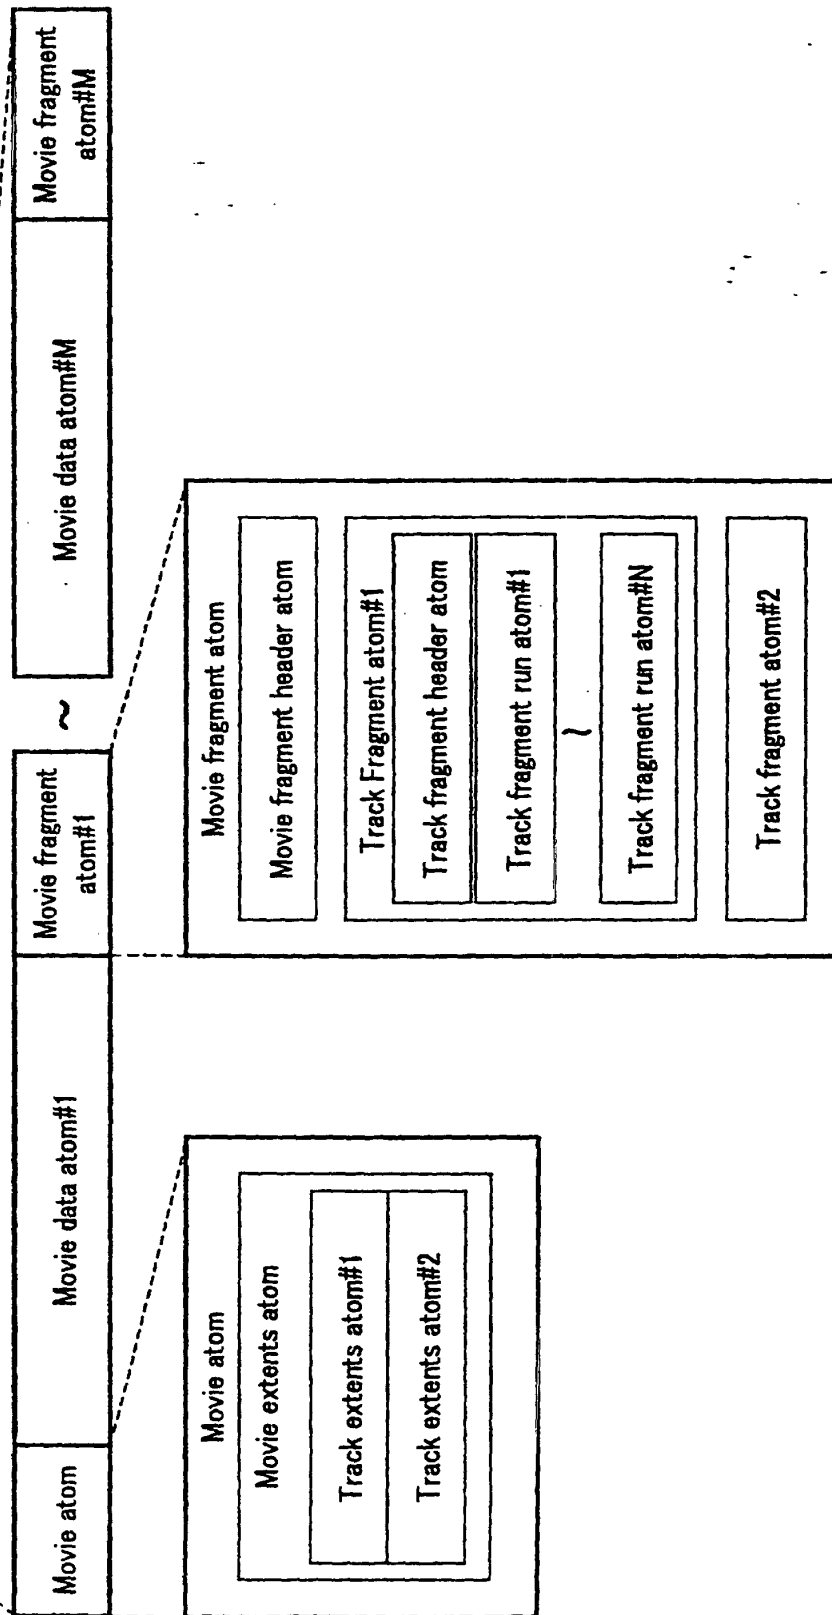 Movie atom
Movie data atom#1
Movie fragment
atom#1
~
Movie data atom#M
Movie fragment
atom#M
Movie atom
Movie extents atom
Track extents atom#1
Track extents atom#2
Movie fragment atom
Movie fragment header atom
Track Fragment atom#1
Track fragment header atom
Track fragment run atom#1
~
Track fragment run atom#N
Track fragment atom#2